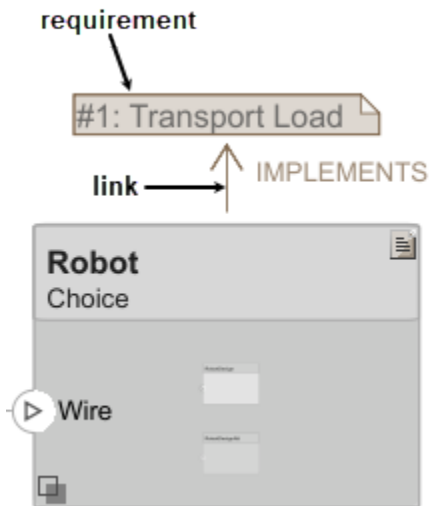 requirement
#1: Transport Load
link
IMPLEMENTS
Robot
Choice
Wire